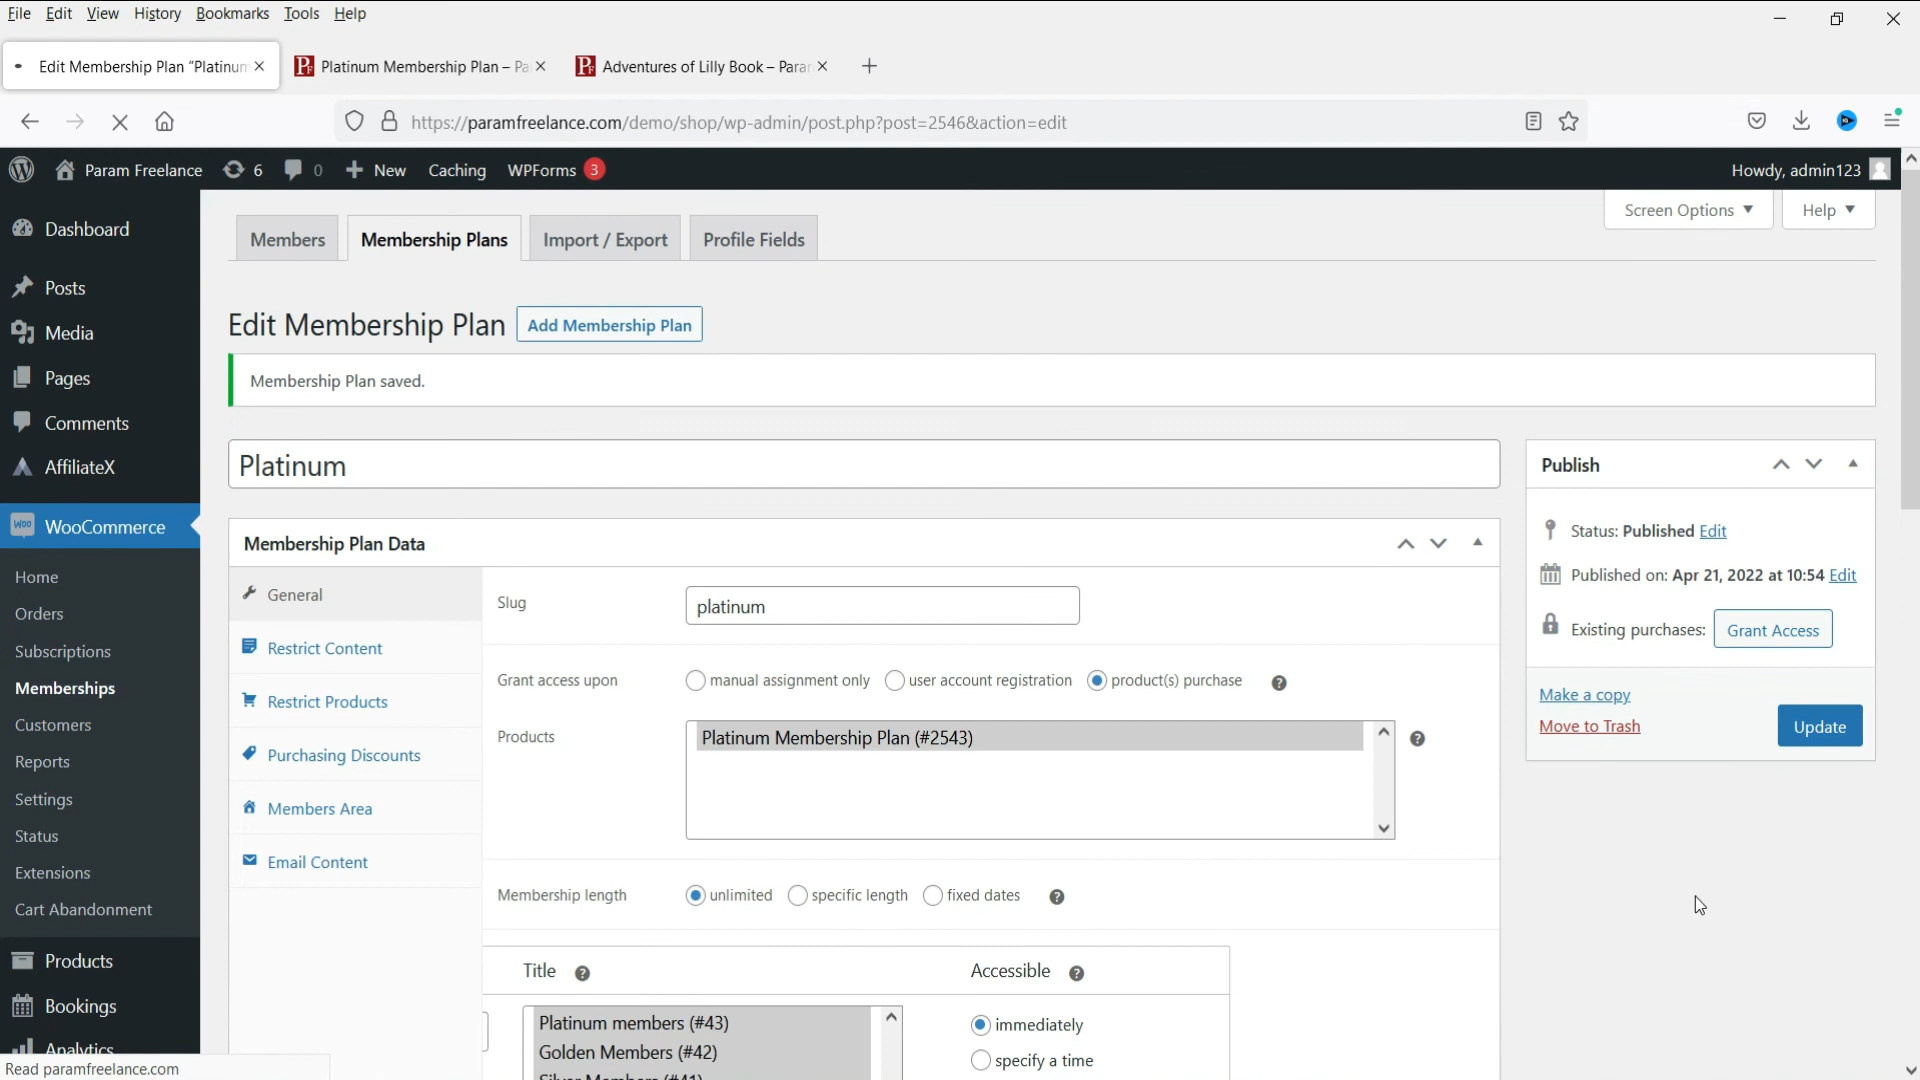 File Edit View History Bookmarks Tools Help
Edit Membership Plan "Platinum
Platinum Membership Plan – Pa
Adventures of Lilly Book – Paran
https://paramfreelance.com/demo/shop/wp-admin/post.php?post=2546&action=edit
Param Freelance 6 0 New Caching WPForms 3
Howdy, admin123
Dashboard
Posts
Media
Pages
Comments
AffiliateX
WooCommerce
Home
Orders
Subscriptions
Memberships
Customers
Reports
Settings
Status
Extensions
Cart Abandonment
Products
Bookings
Analytics
Read paramfreelance.com
Screen Options Help
Members Membership Plans Import / Export Profile Fields
Edit Membership Plan Add Membership Plan
Membership Plan saved.
Platinum
Membership Plan Data
General
Restrict Content
Restrict Products
Purchasing Discounts
Members Area
Email Content
Slug platinum
Grant access upon manual assignment only user account registration product(s) purchase
Products Platinum Membership Plan (#2543)
Membership length unlimited specific length fixed dates
Title Accessible
Platinum members (#43)
Golden Members (#42)
Silver Members (#41)
immediately
specify a time
Publish
Status: Published Edit
Published on: Apr 21, 2022 at 10:54 Edit
Existing purchases: Grant Access
Make a copy
Move to Trash
Update